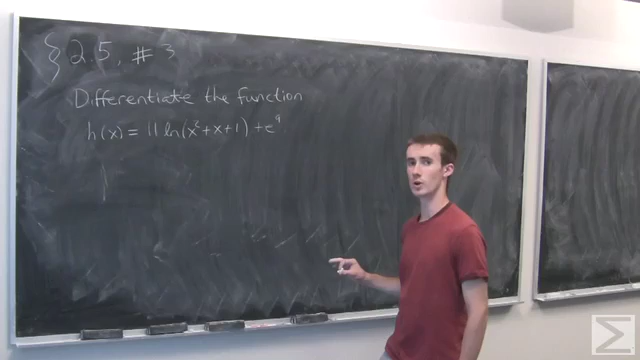 § 2.5, # 3
Differentiate the function
h(x) = 11 ln(x² + x + 1) + e⁹